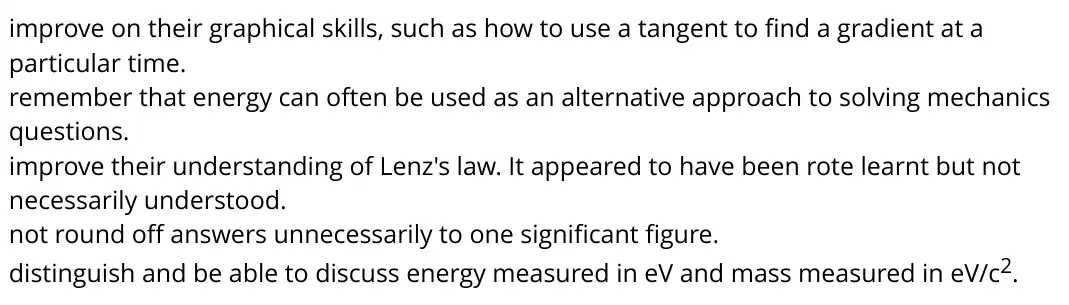 improve on their graphical skills, such as how to use a tangent to find a gradient at a
particular time.
remember that energy can often be used as an alternative approach to solving mechanics
questions.
improve their understanding of Lenz's law. It appeared to have been rote learnt but not
necessarily understood.
not round off answers unnecessarily to one significant figure.
distinguish and be able to discuss energy measured in eV and mass measured in eV/c².